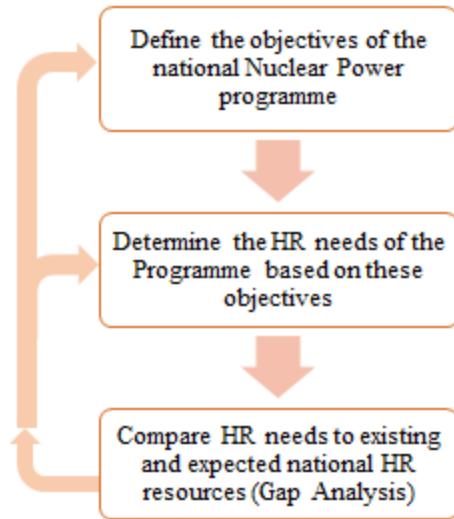 Define the objectives of the
national Nuclear Power
programme
Determine the HR needs of the
Programme based on these
objectives
Compare HR needs to existing
and expected national HR
resources (Gap Analysis)